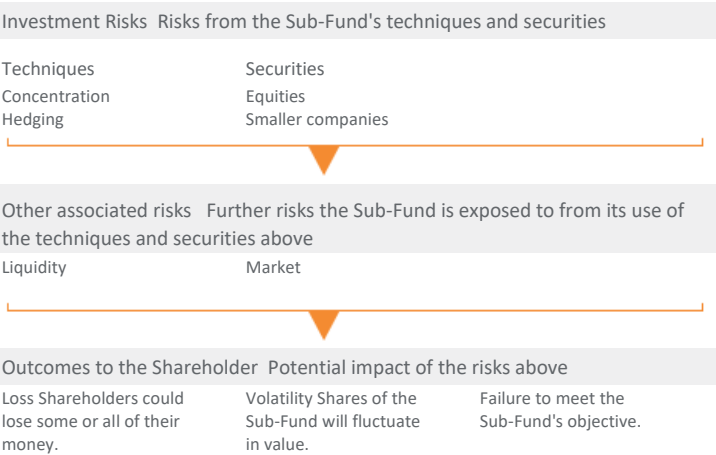 Investment Risks Risks from the Sub-Fund's techniques and securities
Techniques Securities
Concentration Equities
Hedging Smaller companies
Other associated risks Further risks the Sub-Fund is exposed to from its use of
the techniques and securities above
Liquidity Market
Outcomes to the Shareholder Potential impact of the risks above
Loss Shareholders could
lose some or all of their
money.
Volatility Shares of the
Sub-Fund will fluctuate
in value.
Failure to meet the
Sub-Fund's objective.